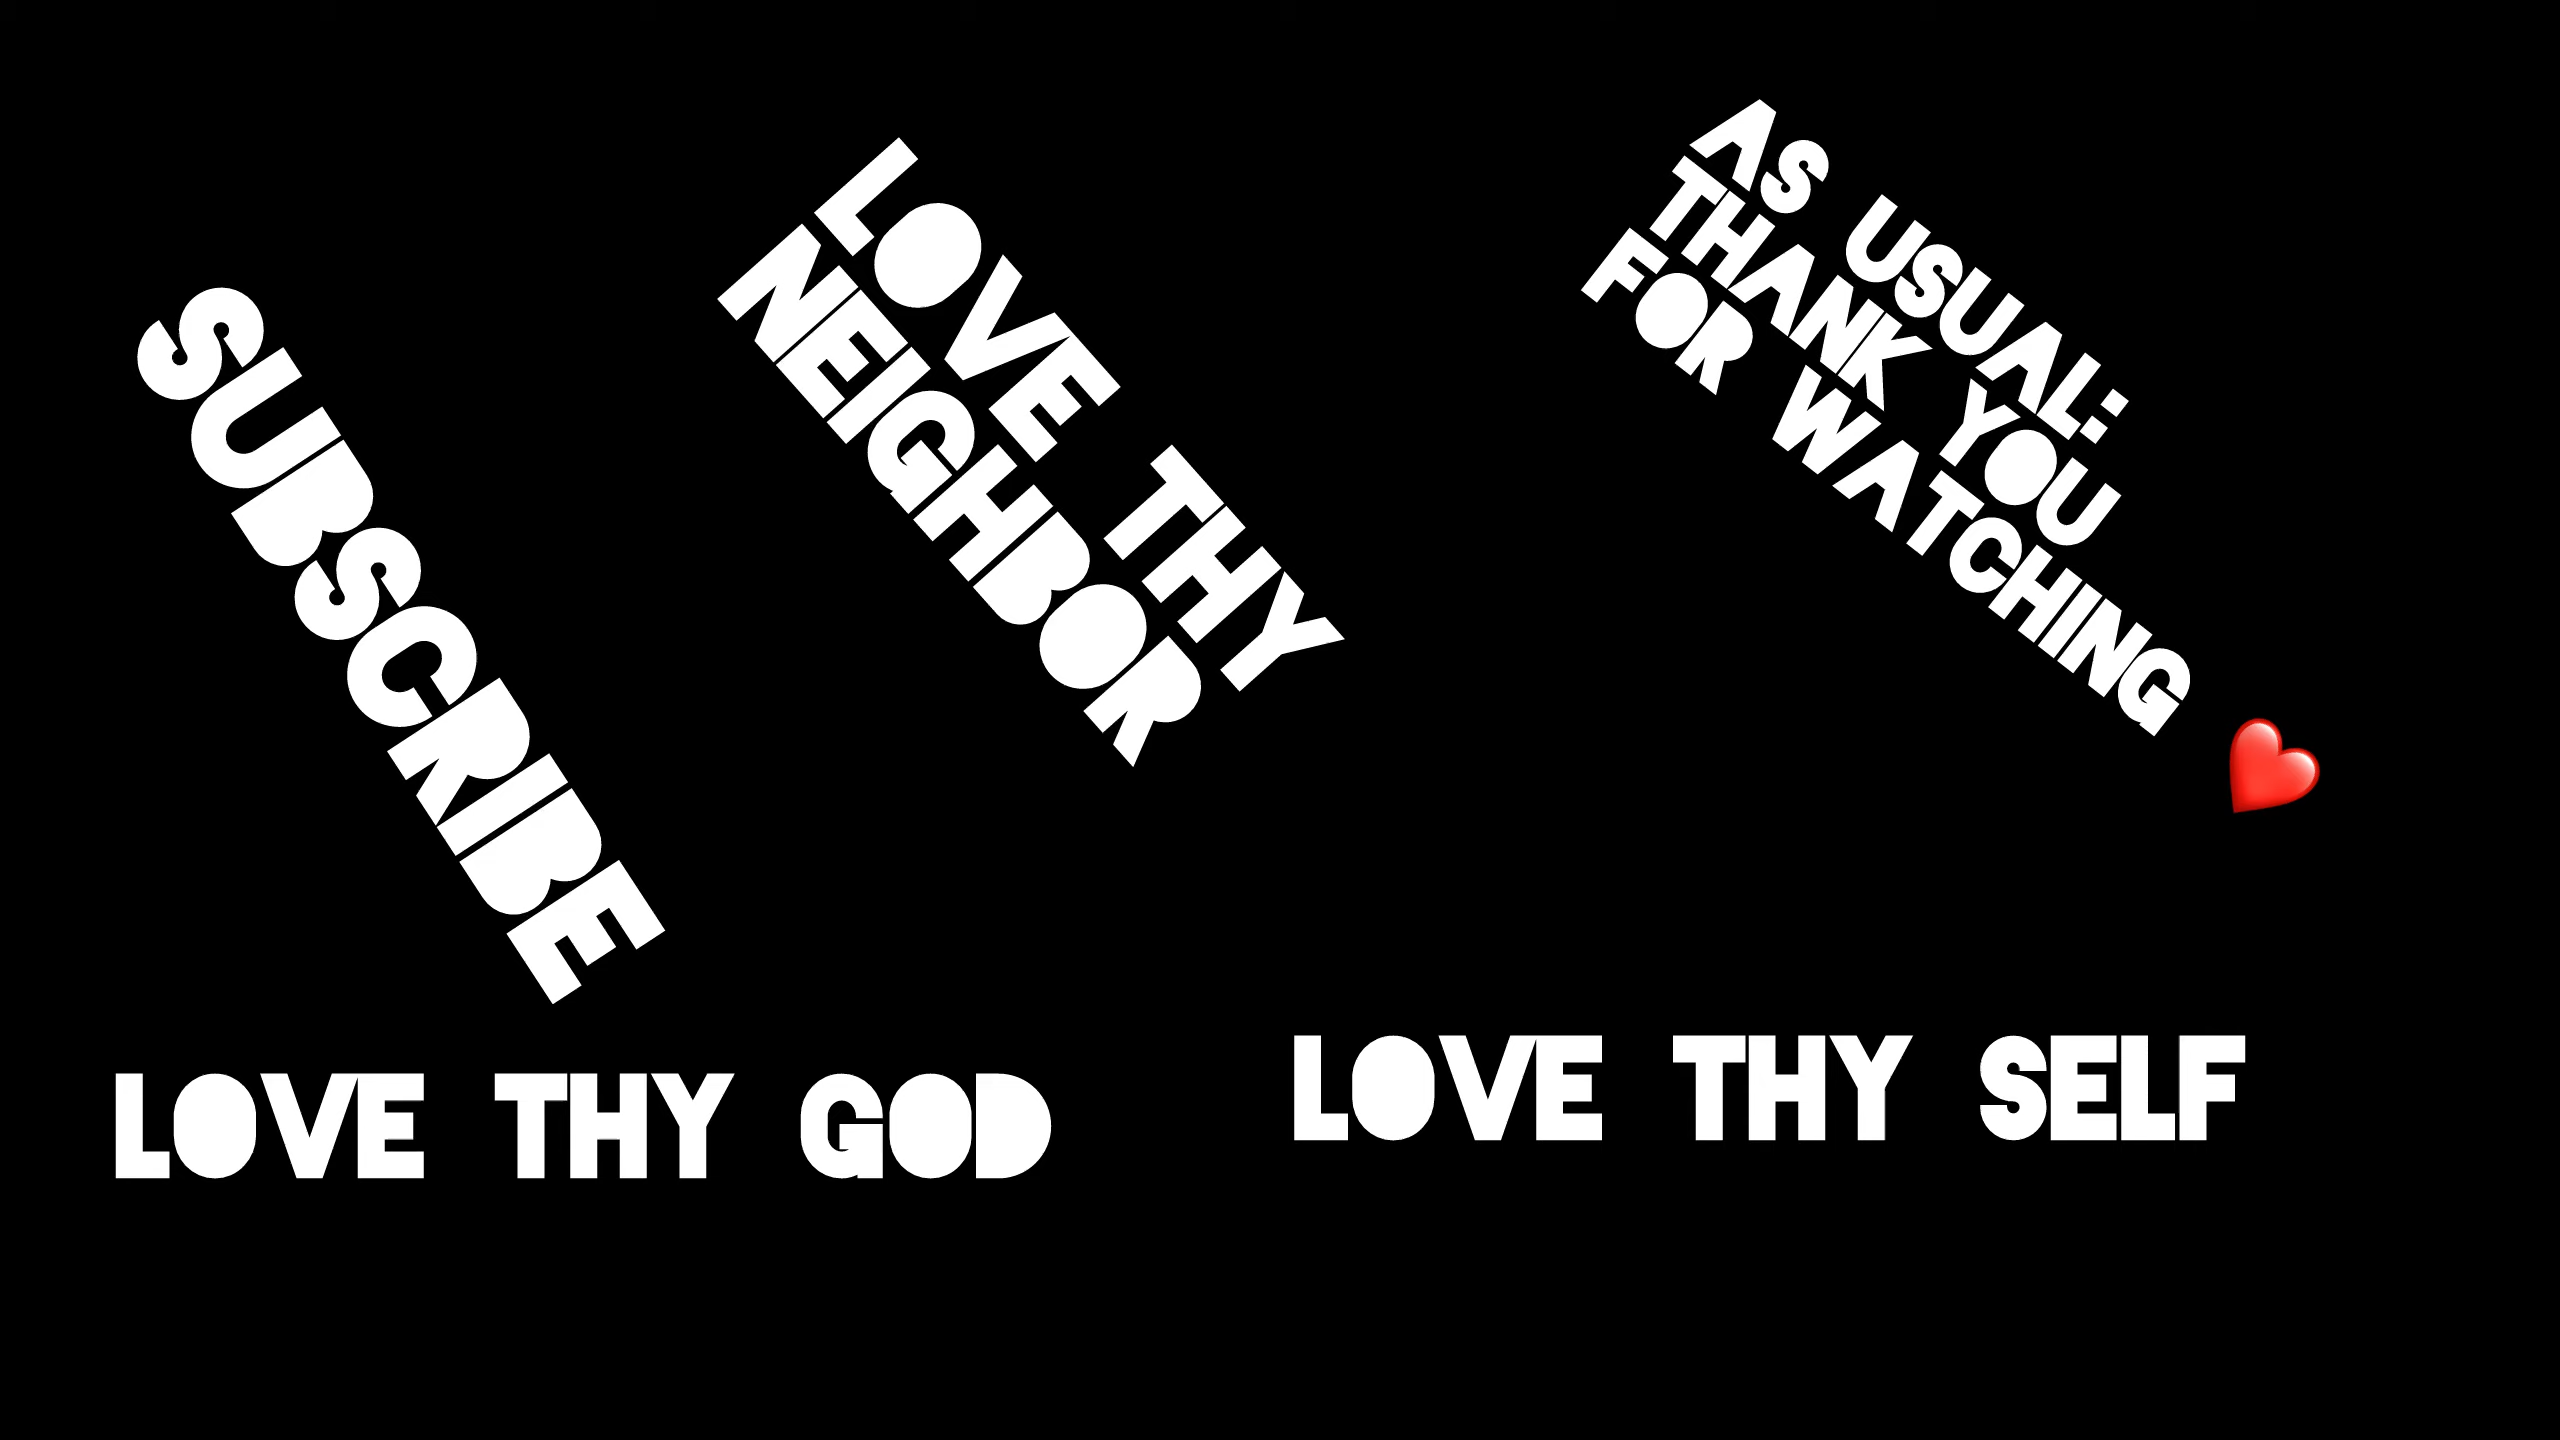 SUBSCRIBE
LOVE THY
NEIGHBOR
AS USUAL:
THANK YOU
FOR WATCHING ❤️
LOVE THY GOD
LOVE THY SELF